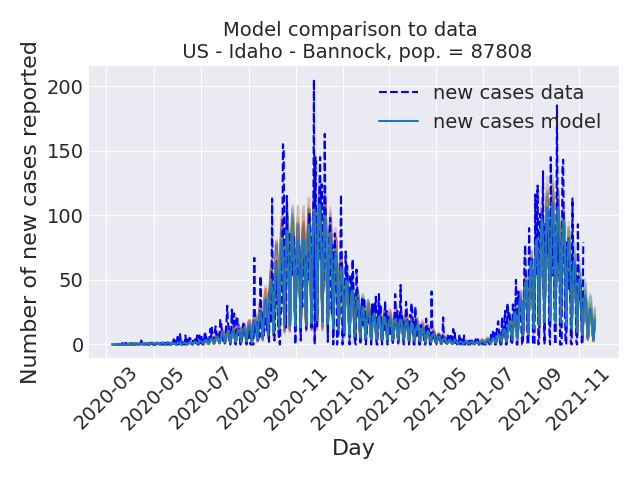 Model comparison to data
US - Idaho - Bannock, pop. = 87808
Number of new cases reported
200
150
100
50
0
new cases data
new cases model
2020-03
2020-05
2020-07
2020-09
2020-11
2021-01
2021-03
2021-05
2021-07
2021-09
2021-11
Day